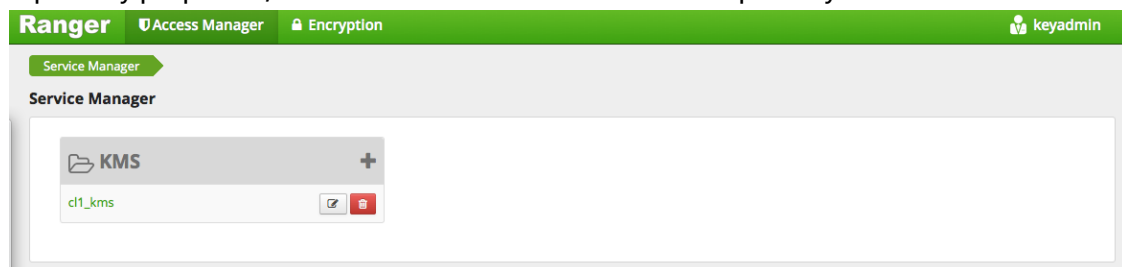 Ranger Access Manager Encryption keyadmin
Service Manager
Service Manager
KMS
cl1_kms